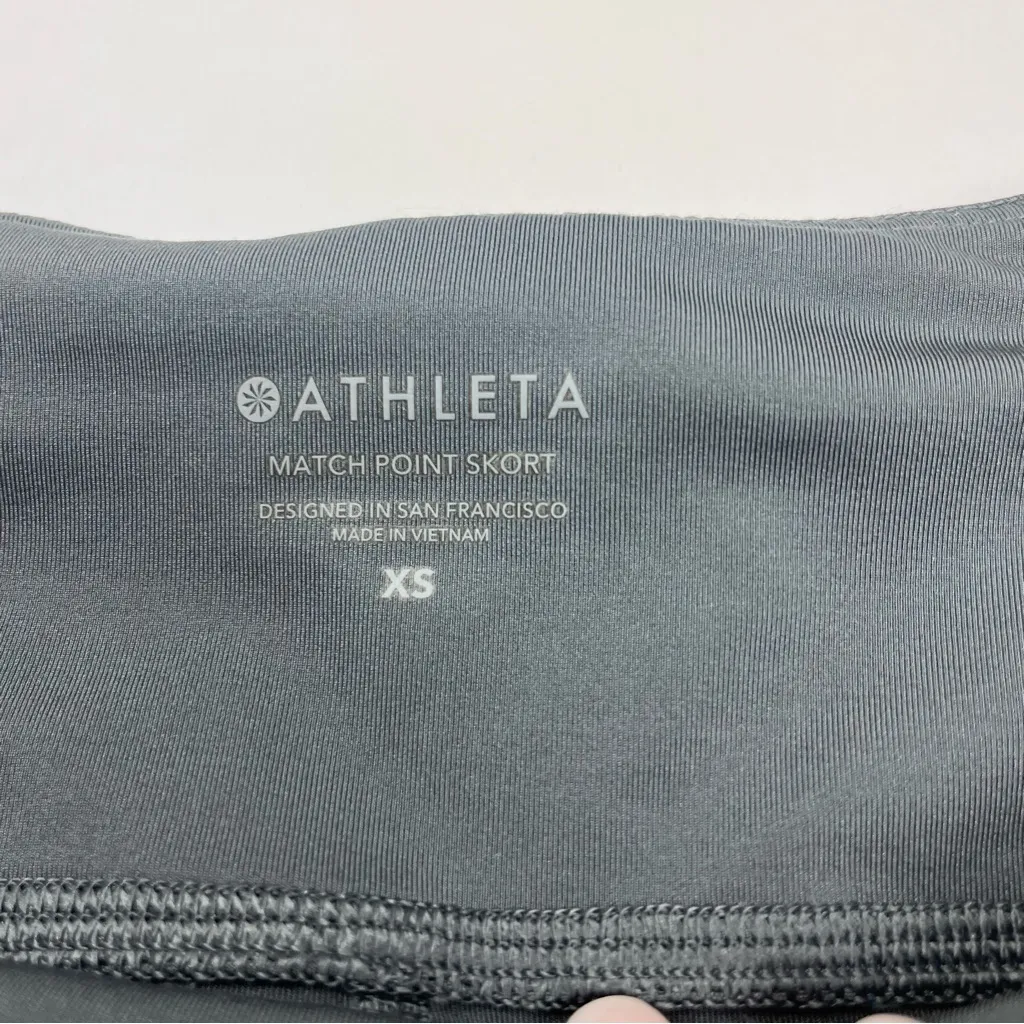 ATHLETA
MATCH POINT SKORT
DESIGNED IN SAN FRANCISCO
MADE IN VIETNAM
XS